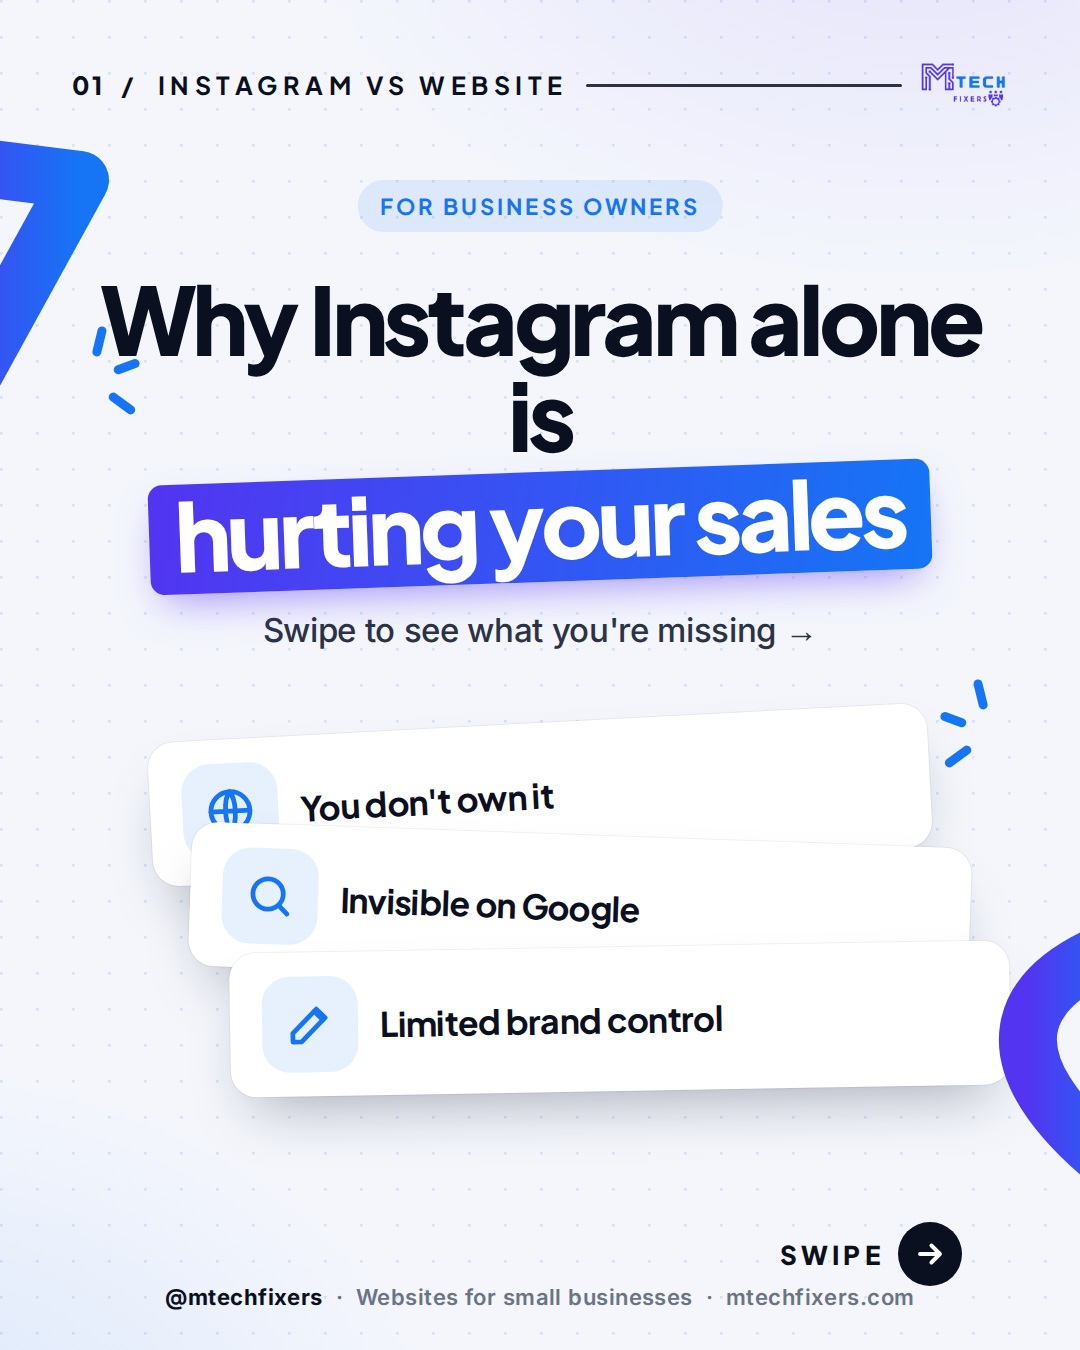 01 / INSTAGRAM VS WEBSITE
MTECH
FIXERS
FOR BUSINESS OWNERS
Why Instagram alone
is
hurting your sales
Swipe to see what you're missing →
You don't own it
Invisible on Google
Limited brand control
SWIPE
@mtechfixers · Websites for small businesses · mtechfixers.com